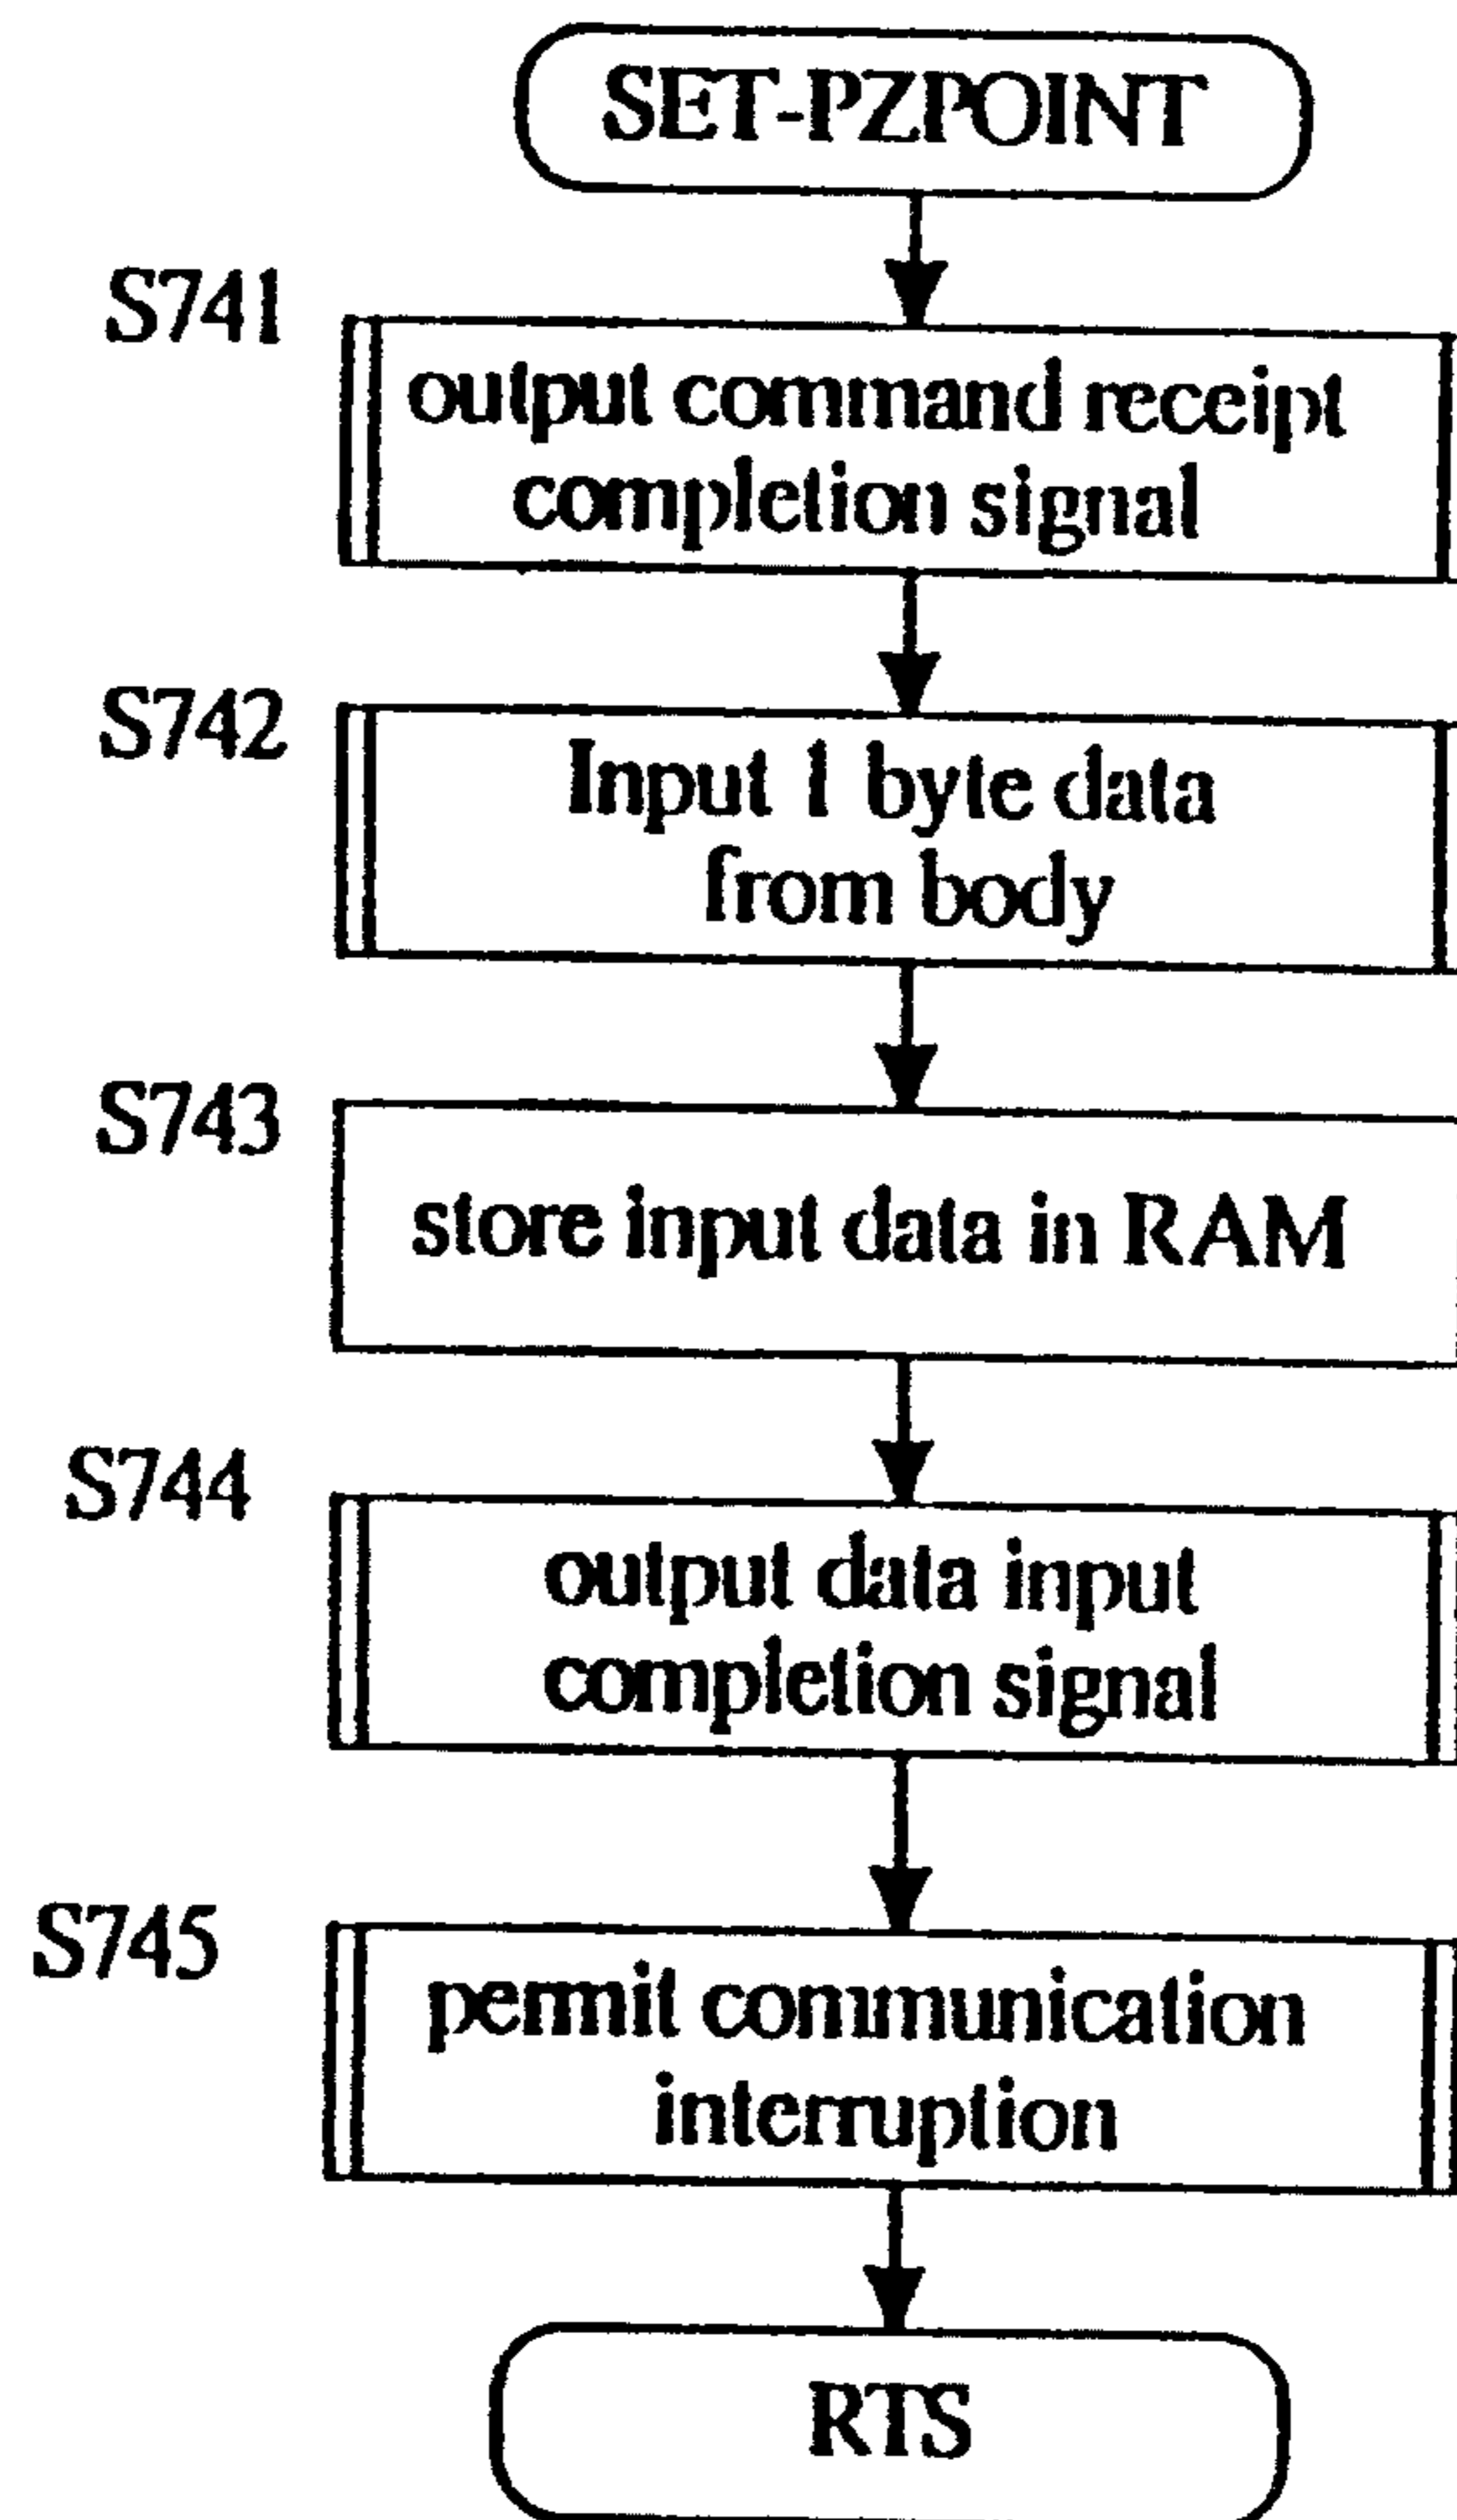 SET-PZPOINT
S741
output command receipt
completion signal
S742
Input 1 byte data
from body
S743
store input data in RAM
S744
output data input
completion signal
S745
permit communication
interruption
RTS